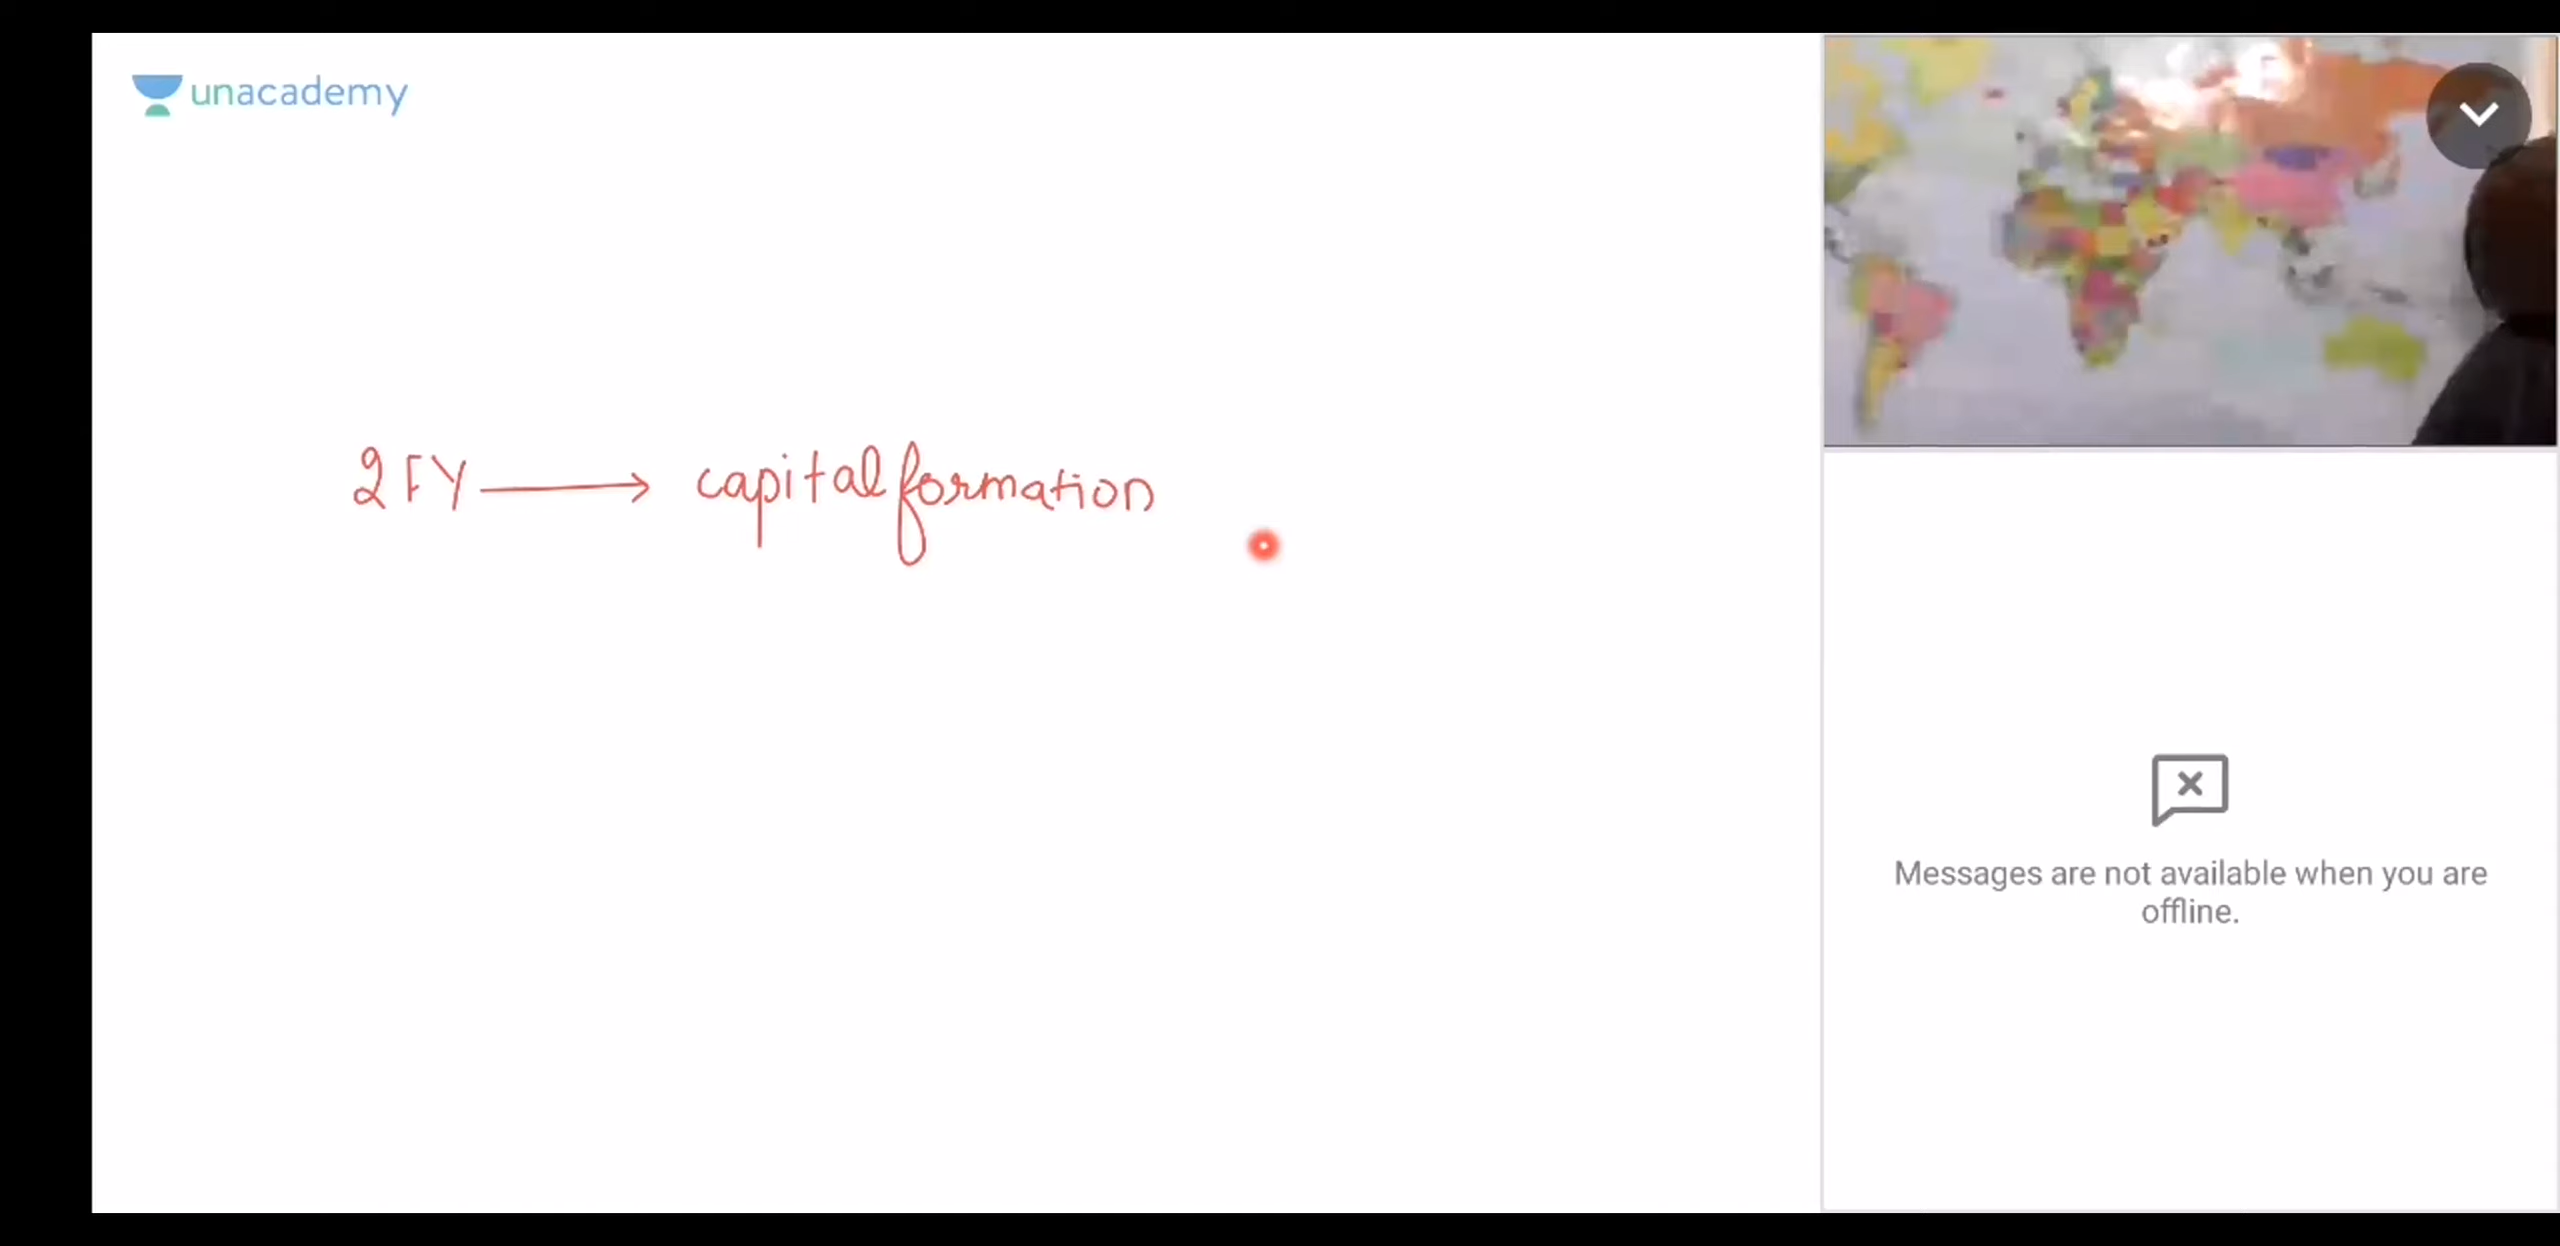 unacademy
2FY → capital formation
Messages are not available when you are
offline.